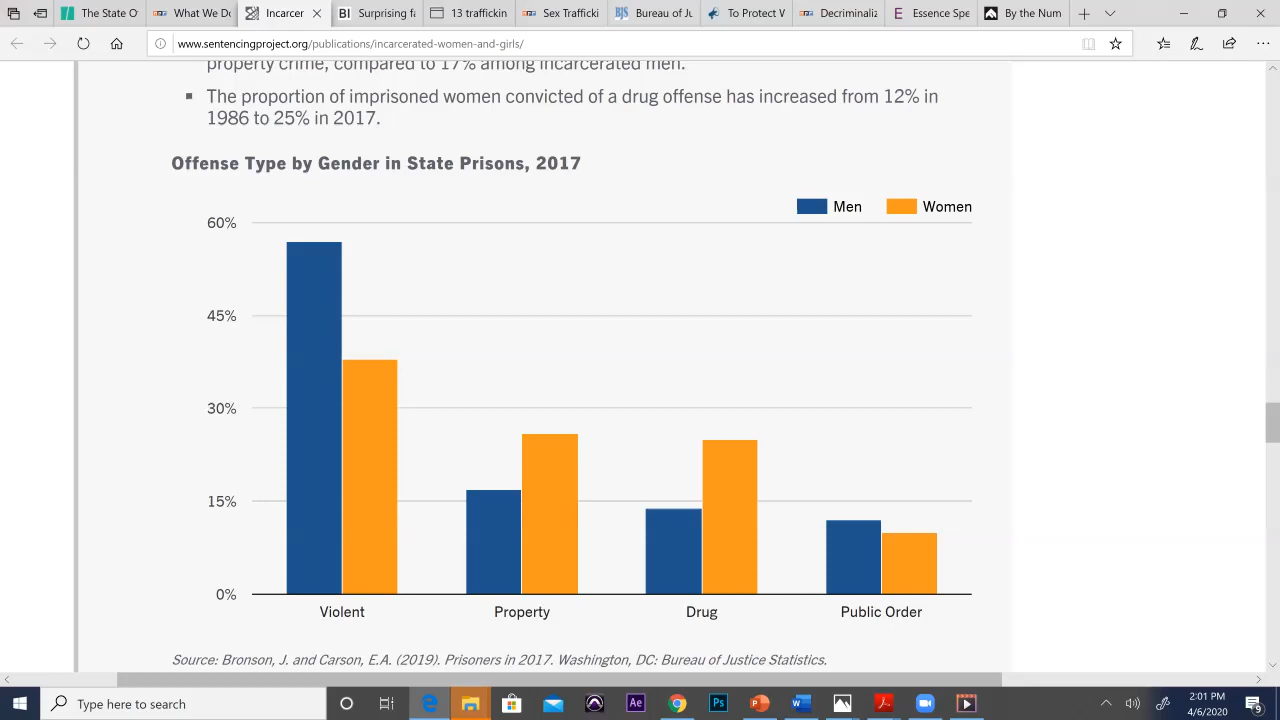 The State O
What We Do
Incarcer
Surprising fa
13 traffick
Sex Trafficki
BJS Bureau of Ju
To Protect V
Decriminaliz
Essence Spe
By the Num
www.sentencingproject.org/publications/incarcerated-women-and-girls/
property crime, compared to 17% among incarcerated men.
▪ The proportion of imprisoned women convicted of a drug offense has increased from 12% in
1986 to 25% in 2017.
Offense Type by Gender in State Prisons, 2017
Men Women
60%
45%
30%
15%
0%
Violent Property Drug Public Order
Source: Bronson, J. and Carson, E.A. (2019). Prisoners in 2017. Washington, DC: Bureau of Justice Statistics.
Type here to search
Ae
Ps
2:01 PM
4/6/2020